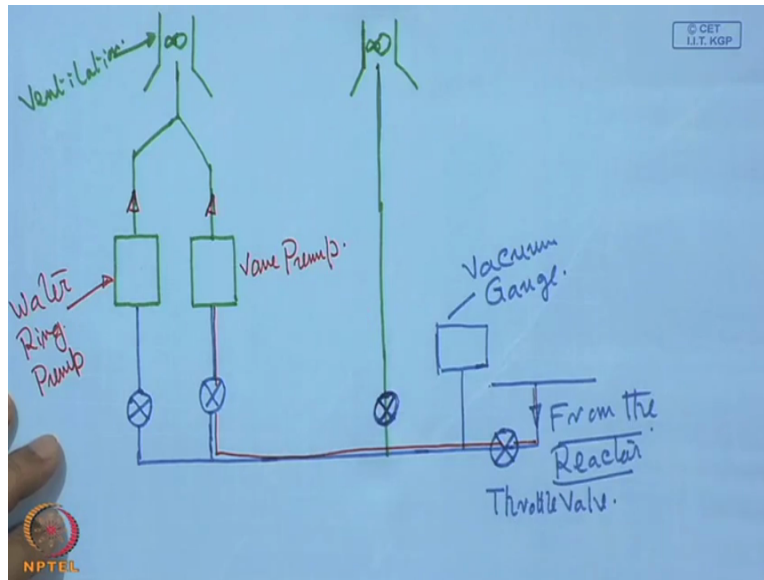 Ventilation.
© CET
I.I.T. KGP
Water
Ring.
Pump
Vane Pump.
Vacuum
Gauge.
From the
Reactor
Throttle Valve.
NPTEL